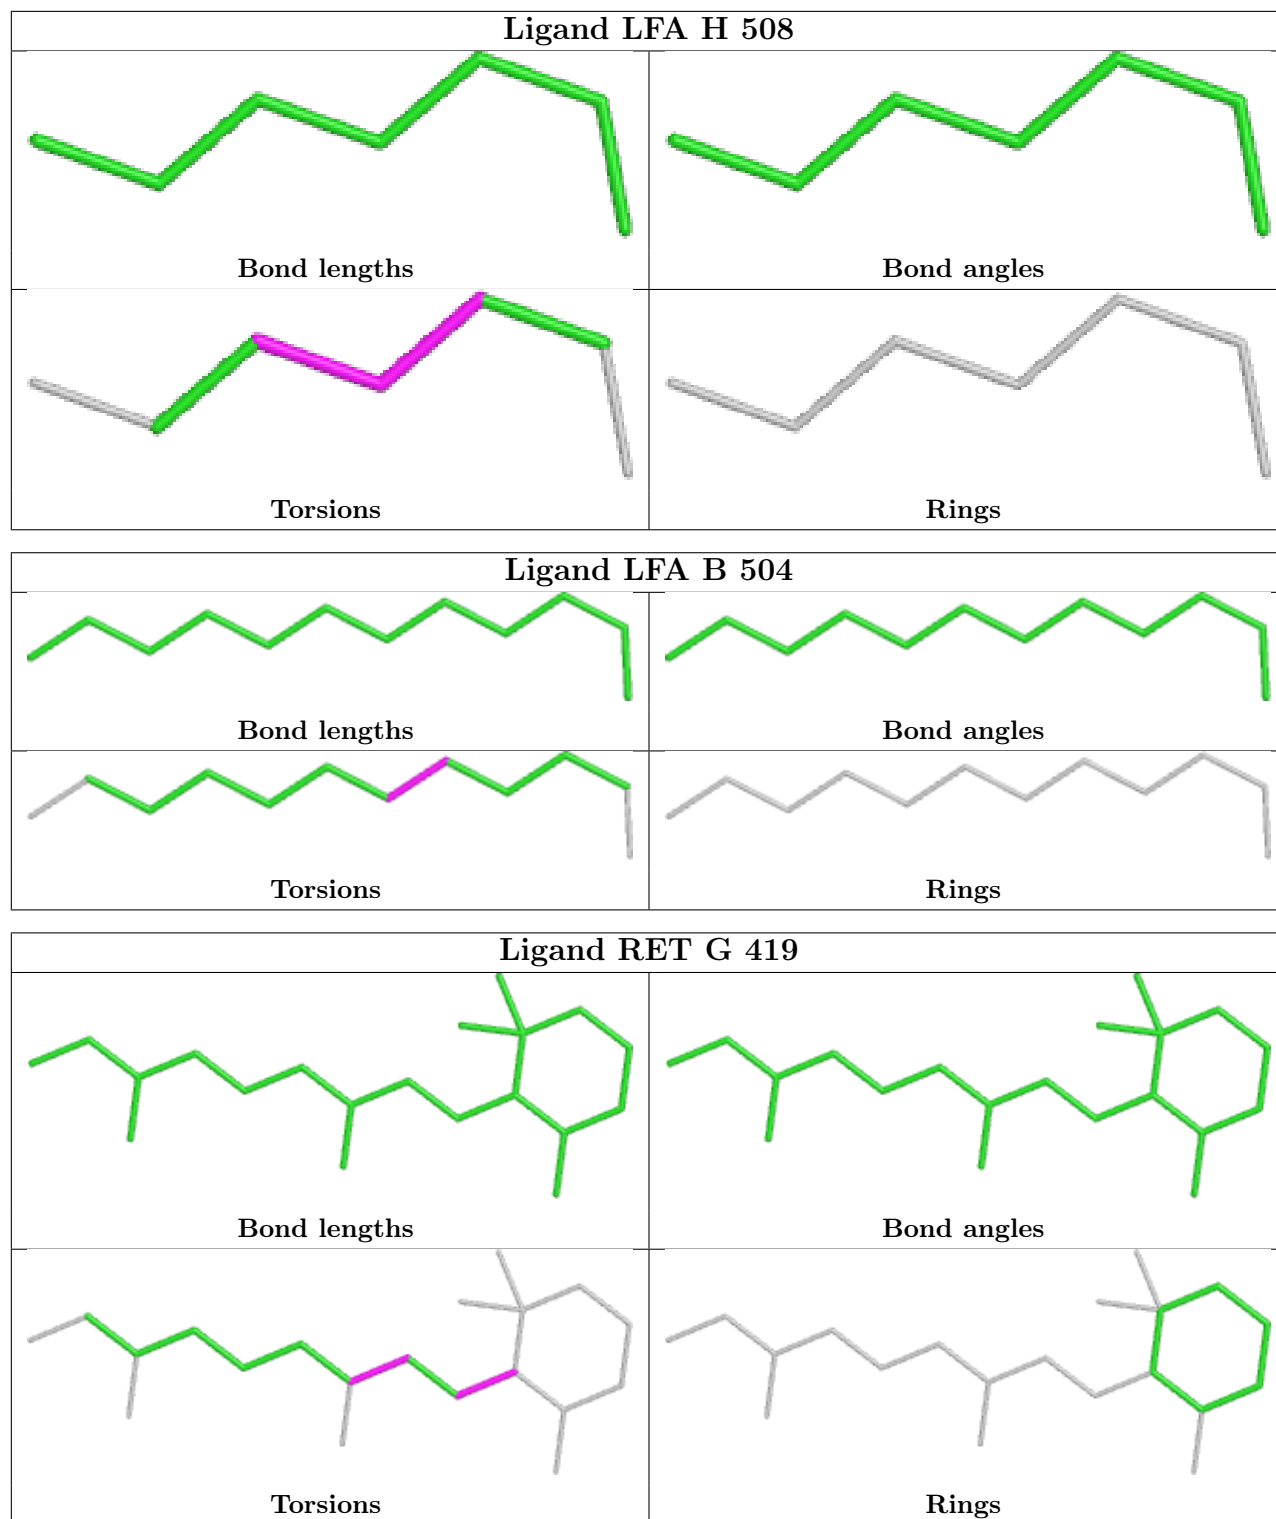 Ligand LFA H 508
Bond lengths
Bond angles
Torsions
Rings
Ligand LFA B 504
Bond lengths
Bond angles
Torsions
Rings
Ligand RET G 419
Bond lengths
Bond angles
Torsions
Rings